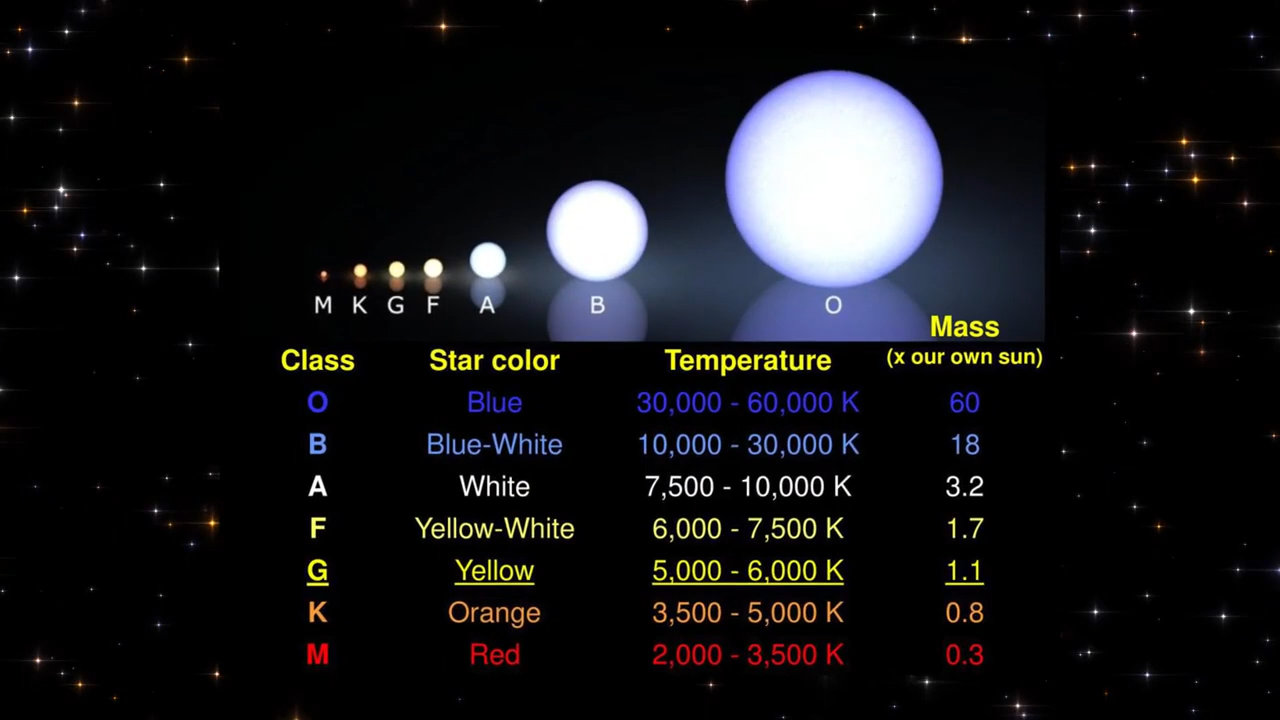 M K G F A B O
Mass
Class Star color Temperature (x our own sun)
O Blue 30,000 - 60,000 K 60
B Blue-White 10,000 - 30,000 K 18
A White 7,500 - 10,000 K 3.2
F Yellow-White 6,000 - 7,500 K 1.7
G Yellow 5,000 - 6,000 K 1.1
K Orange 3,500 - 5,000 K 0.8
M Red 2,000 - 3,500 K 0.3